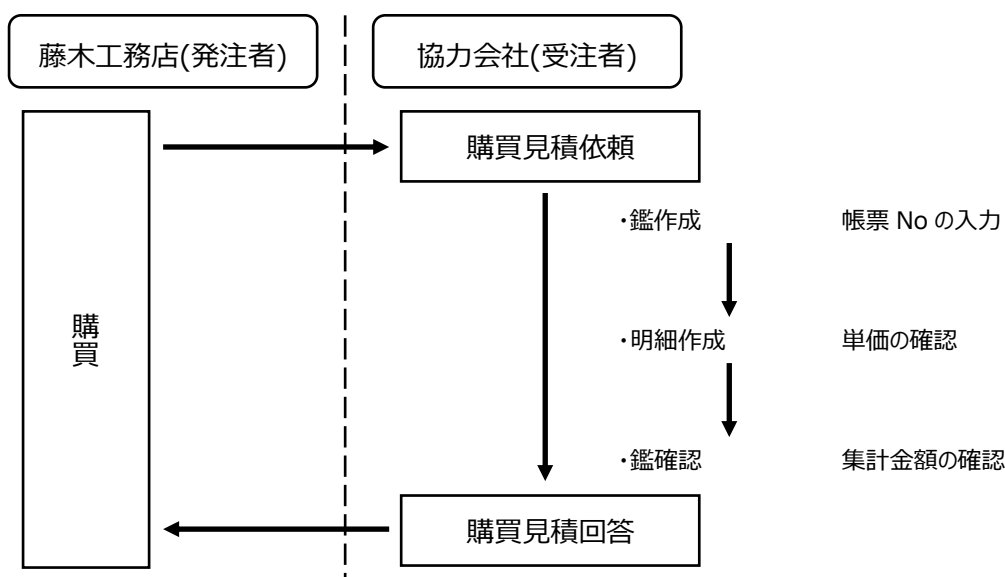 藤木工務店(発注者)
協力会社(受注者)
購買
購買見積依頼
・鑑作成 帳票 No の入力
・明細作成 単価の確認
・鑑確認 集計金額の確認
購買見積回答